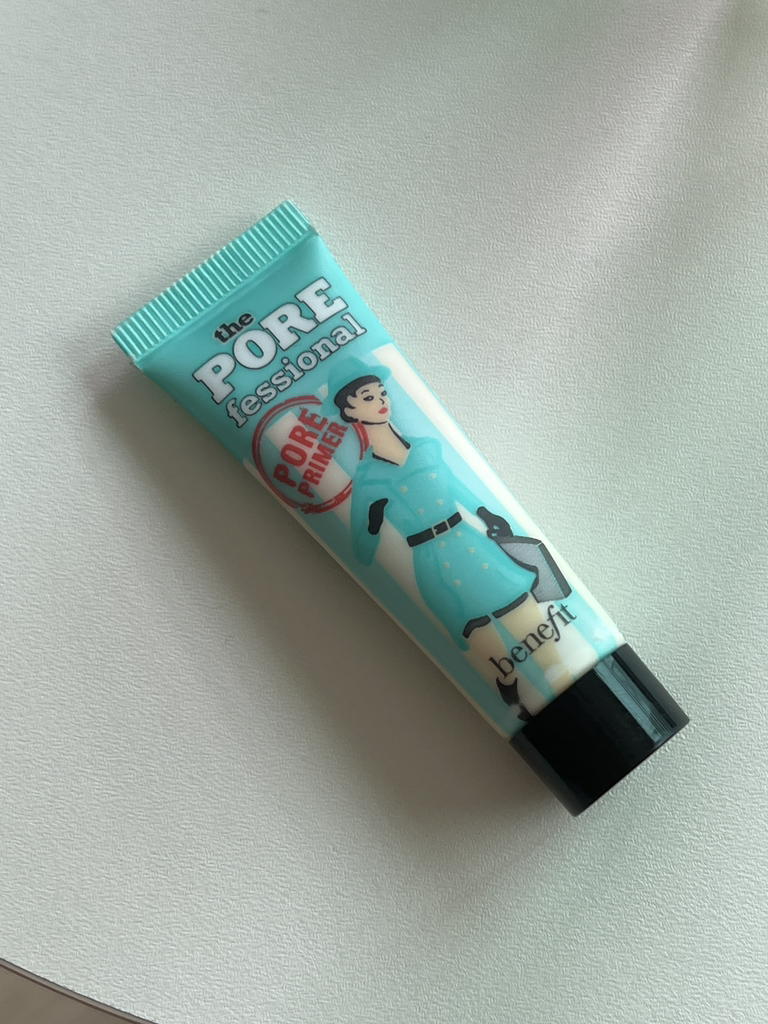 the
PORE
fessional
PORE
PRIMER
benefit